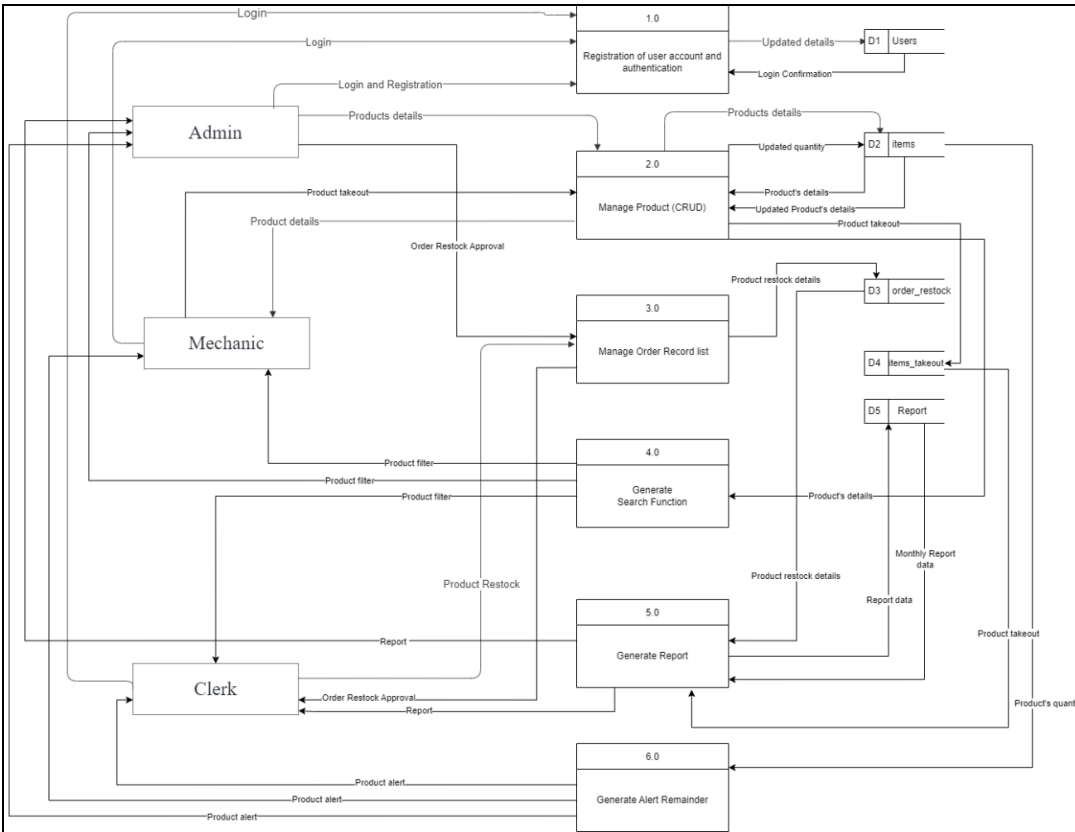 Login
1.0
Login
Updated details
D1 Users
Registration of user account and
authentication
Login Confirmation
Login and Registration
Admin
Products details
Products details
Updated quantity
D2 items
2.0
Product takeout
Product's details
Manage Product (CRUD)
Updated Product's details
Product details
Product takeout
Order Restock Approval
Product restock details
D3 order_restock
3.0
Mechanic
Manage Order Record list
D4 items_takeout
D5 Report
4.0
Product filter
Product filter
Generate
Search Function
Product filter
Product's details
Monthly Report
data
Product Restock
Product restock details
Report data
5.0
Report
Product takeout
Generate Report
Clerk
Order Restock Approval
Report
Product's quant
6.0
Product alert
Product alert
Generate Alert Remainder
Product alert